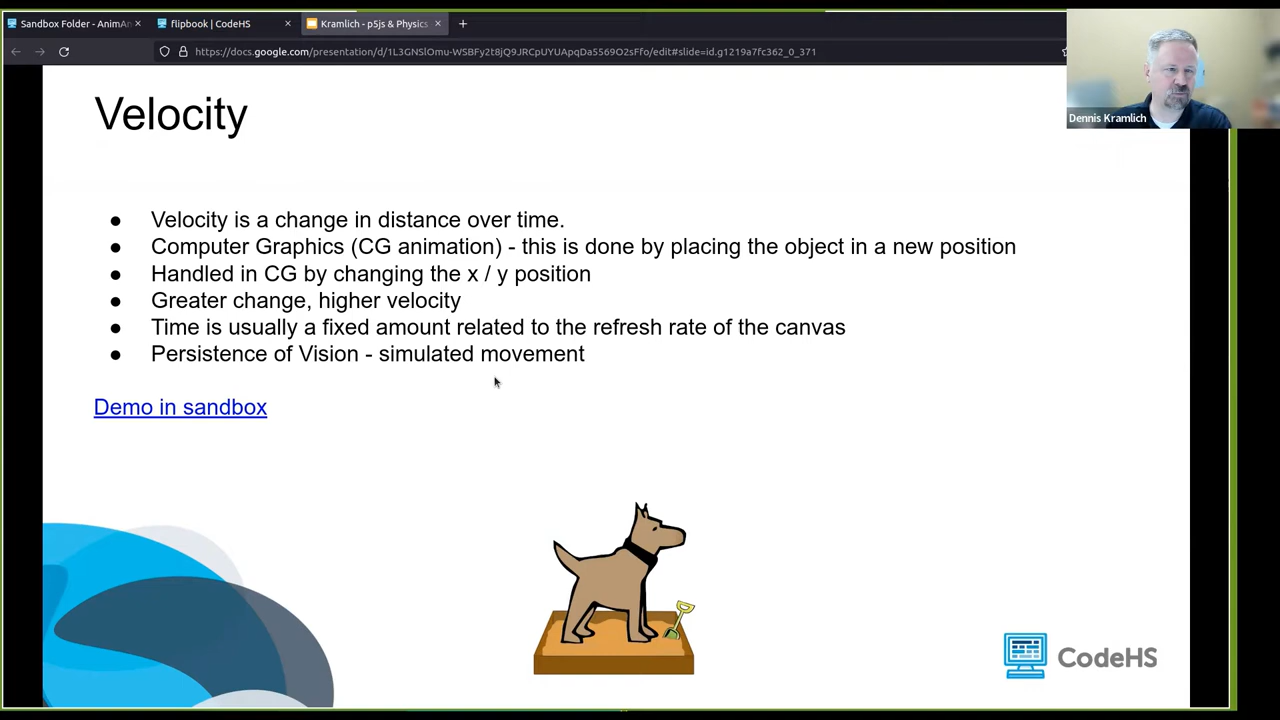 Sandbox Folder - AnimAn
flipbook | CodeHS
Kramlich - p5js & Physics
https://docs.google.com/presentation/d/1L3GNSlOmu-WSBFy2t8jQ9JRCpUYUApqDa5569O2sFfo/edit#slide=id.g1219a7fc362_0_371
Dennis Kramlich
Velocity
● Velocity is a change in distance over time.
● Computer Graphics (CG animation) - this is done by placing the object in a new position
● Handled in CG by changing the x / y position
● Greater change, higher velocity
● Time is usually a fixed amount related to the refresh rate of the canvas
● Persistence of Vision - simulated movement
Demo in sandbox
CodeHS